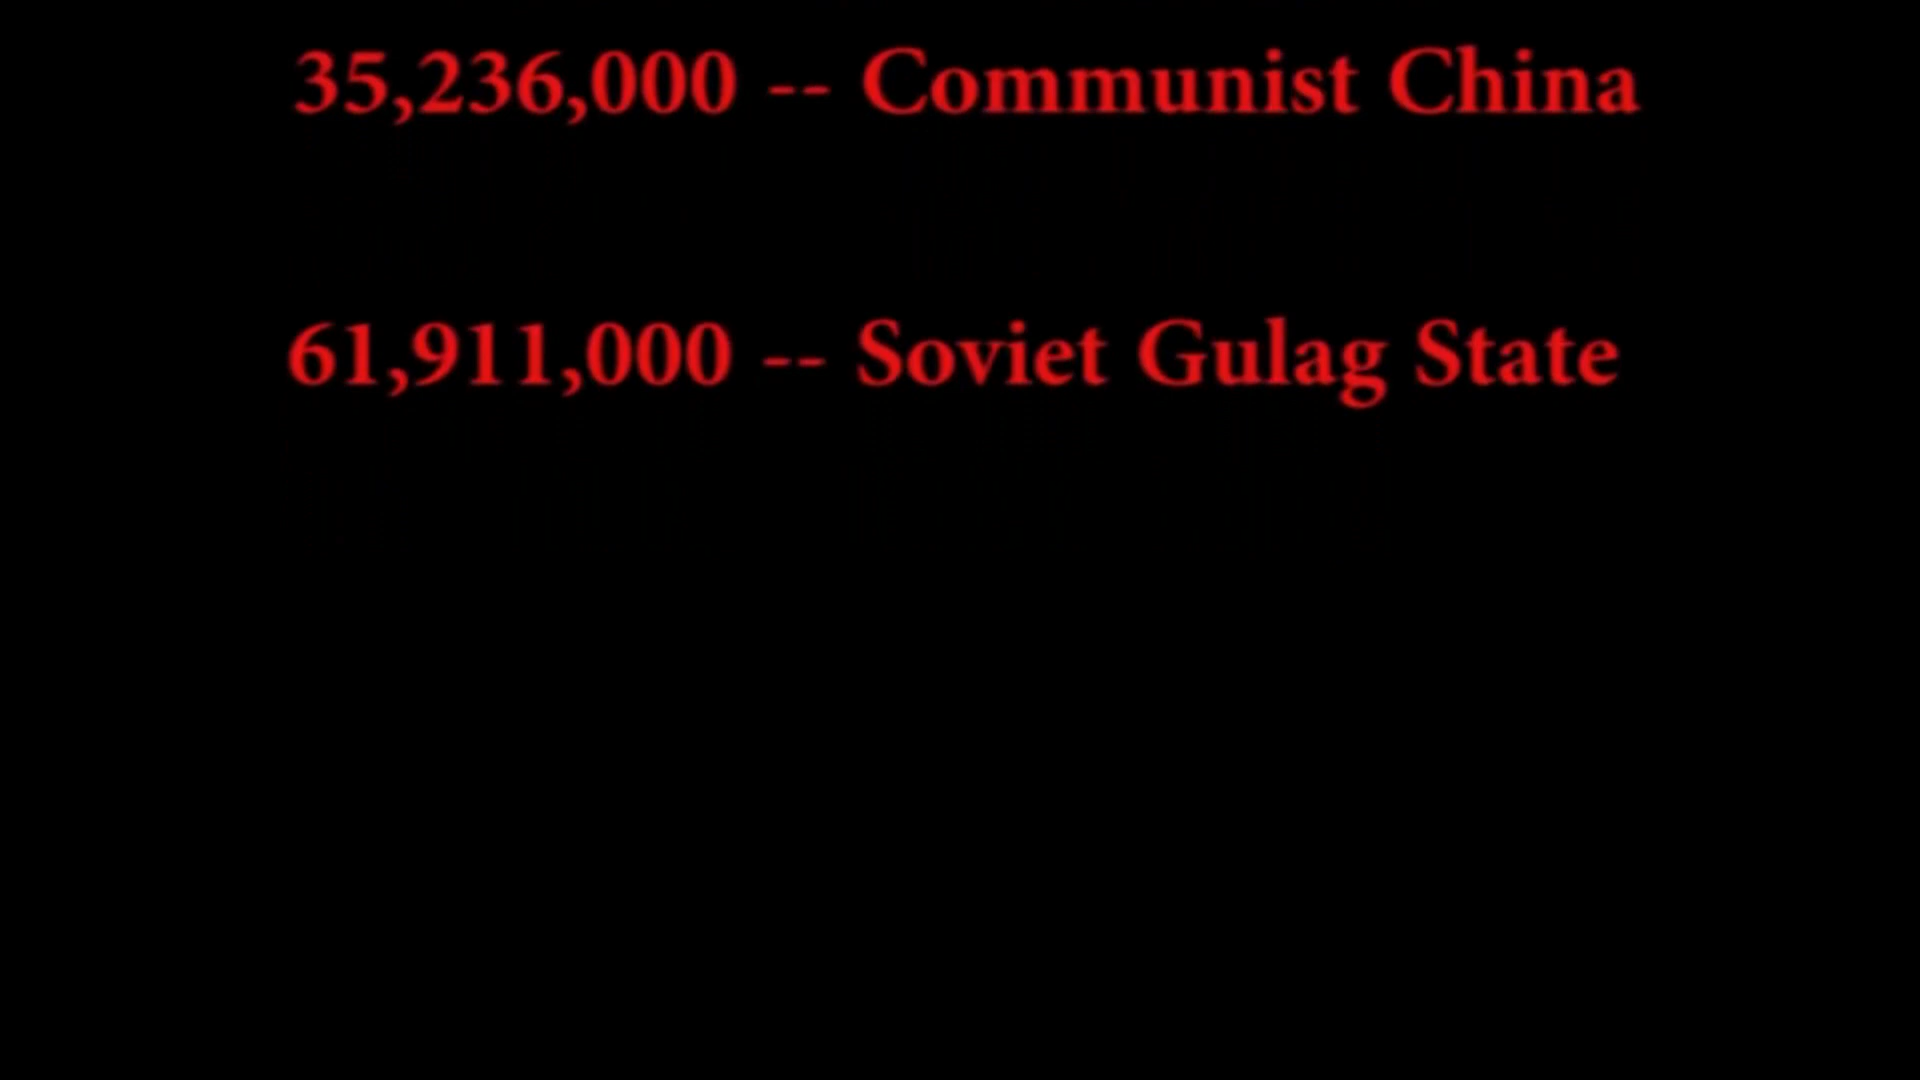 35,236,000 -- Communist China
61,911,000 -- Soviet Gulag State